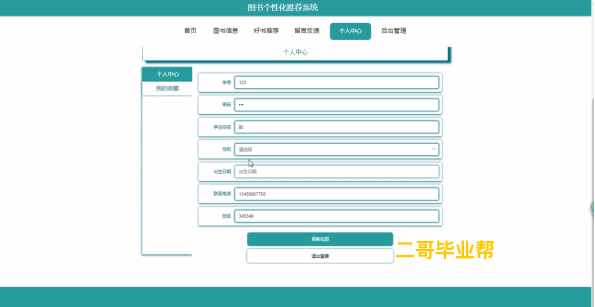 图书个性化推荐系统
首页 图书信息 好书推荐 留言反馈 个人中心 后台管理
个人中心
个人中心
我的收藏
学号 123
密码
学生姓名 的
性别 请选择
出生日期 出生日期
联系电话 13455667788
班级 345346
更新信息
退出登录
二哥毕业帮